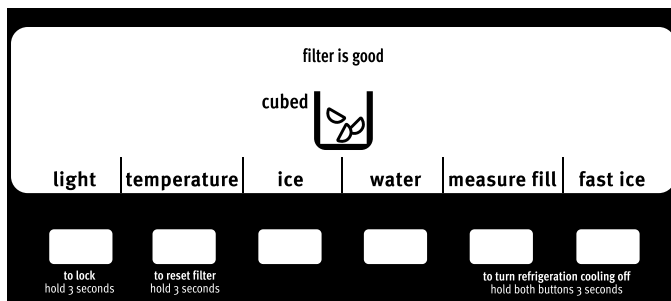 filter is good
cubed
light temperature ice water measure fill fast ice
to lock
hold 3 seconds
to reset filter
hold 3 seconds
to turn refrigeration cooling off
hold both buttons 3 seconds